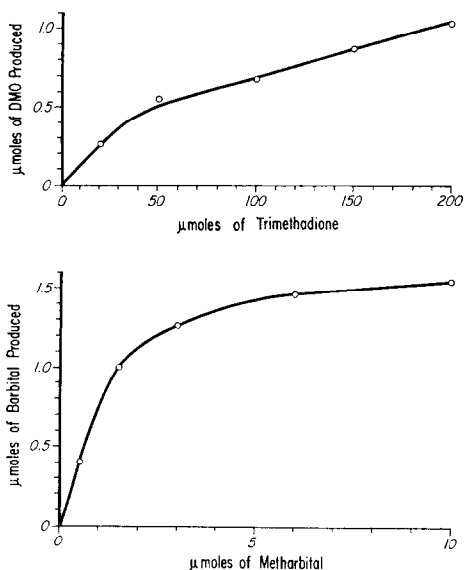 μmoles of DMO Produced
1.0
0.5
0
0 50 100 150 200
μmoles of Trimethadione
μmoles of Barbital Produced
1.5
1.0
0.5
0
0 5 10
μmoles of Metharbital